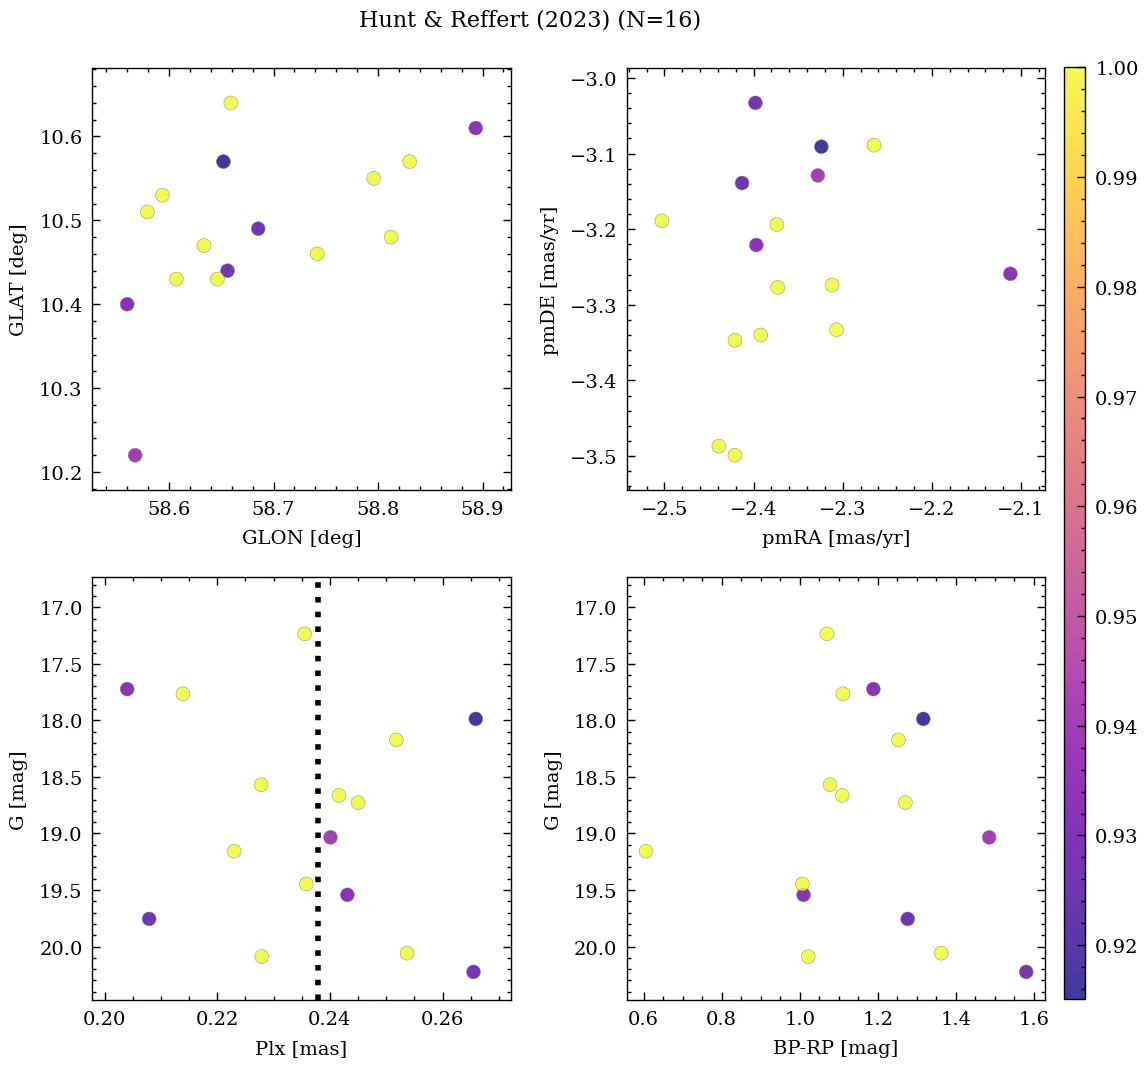 Hunt & Reffert (2023) (N=16)
10.6
10.5
10.4
10.3
10.2
GLAT [deg]
58.6 58.7 58.8 58.9
GLON [deg]
−3.0
−3.1
−3.2
−3.3
−3.4
−3.5
pmDE [mas/yr]
−2.5 −2.4 −2.3 −2.2 −2.1
pmRA [mas/yr]
17.0
17.5
18.0
18.5
19.0
19.5
20.0
G [mag]
0.20 0.22 0.24 0.26
Plx [mas]
17.0
17.5
18.0
18.5
19.0
19.5
20.0
G [mag]
0.6 0.8 1.0 1.2 1.4 1.6
BP-RP [mag]
1.00
0.99
0.98
0.97
0.96
0.95
0.94
0.93
0.92